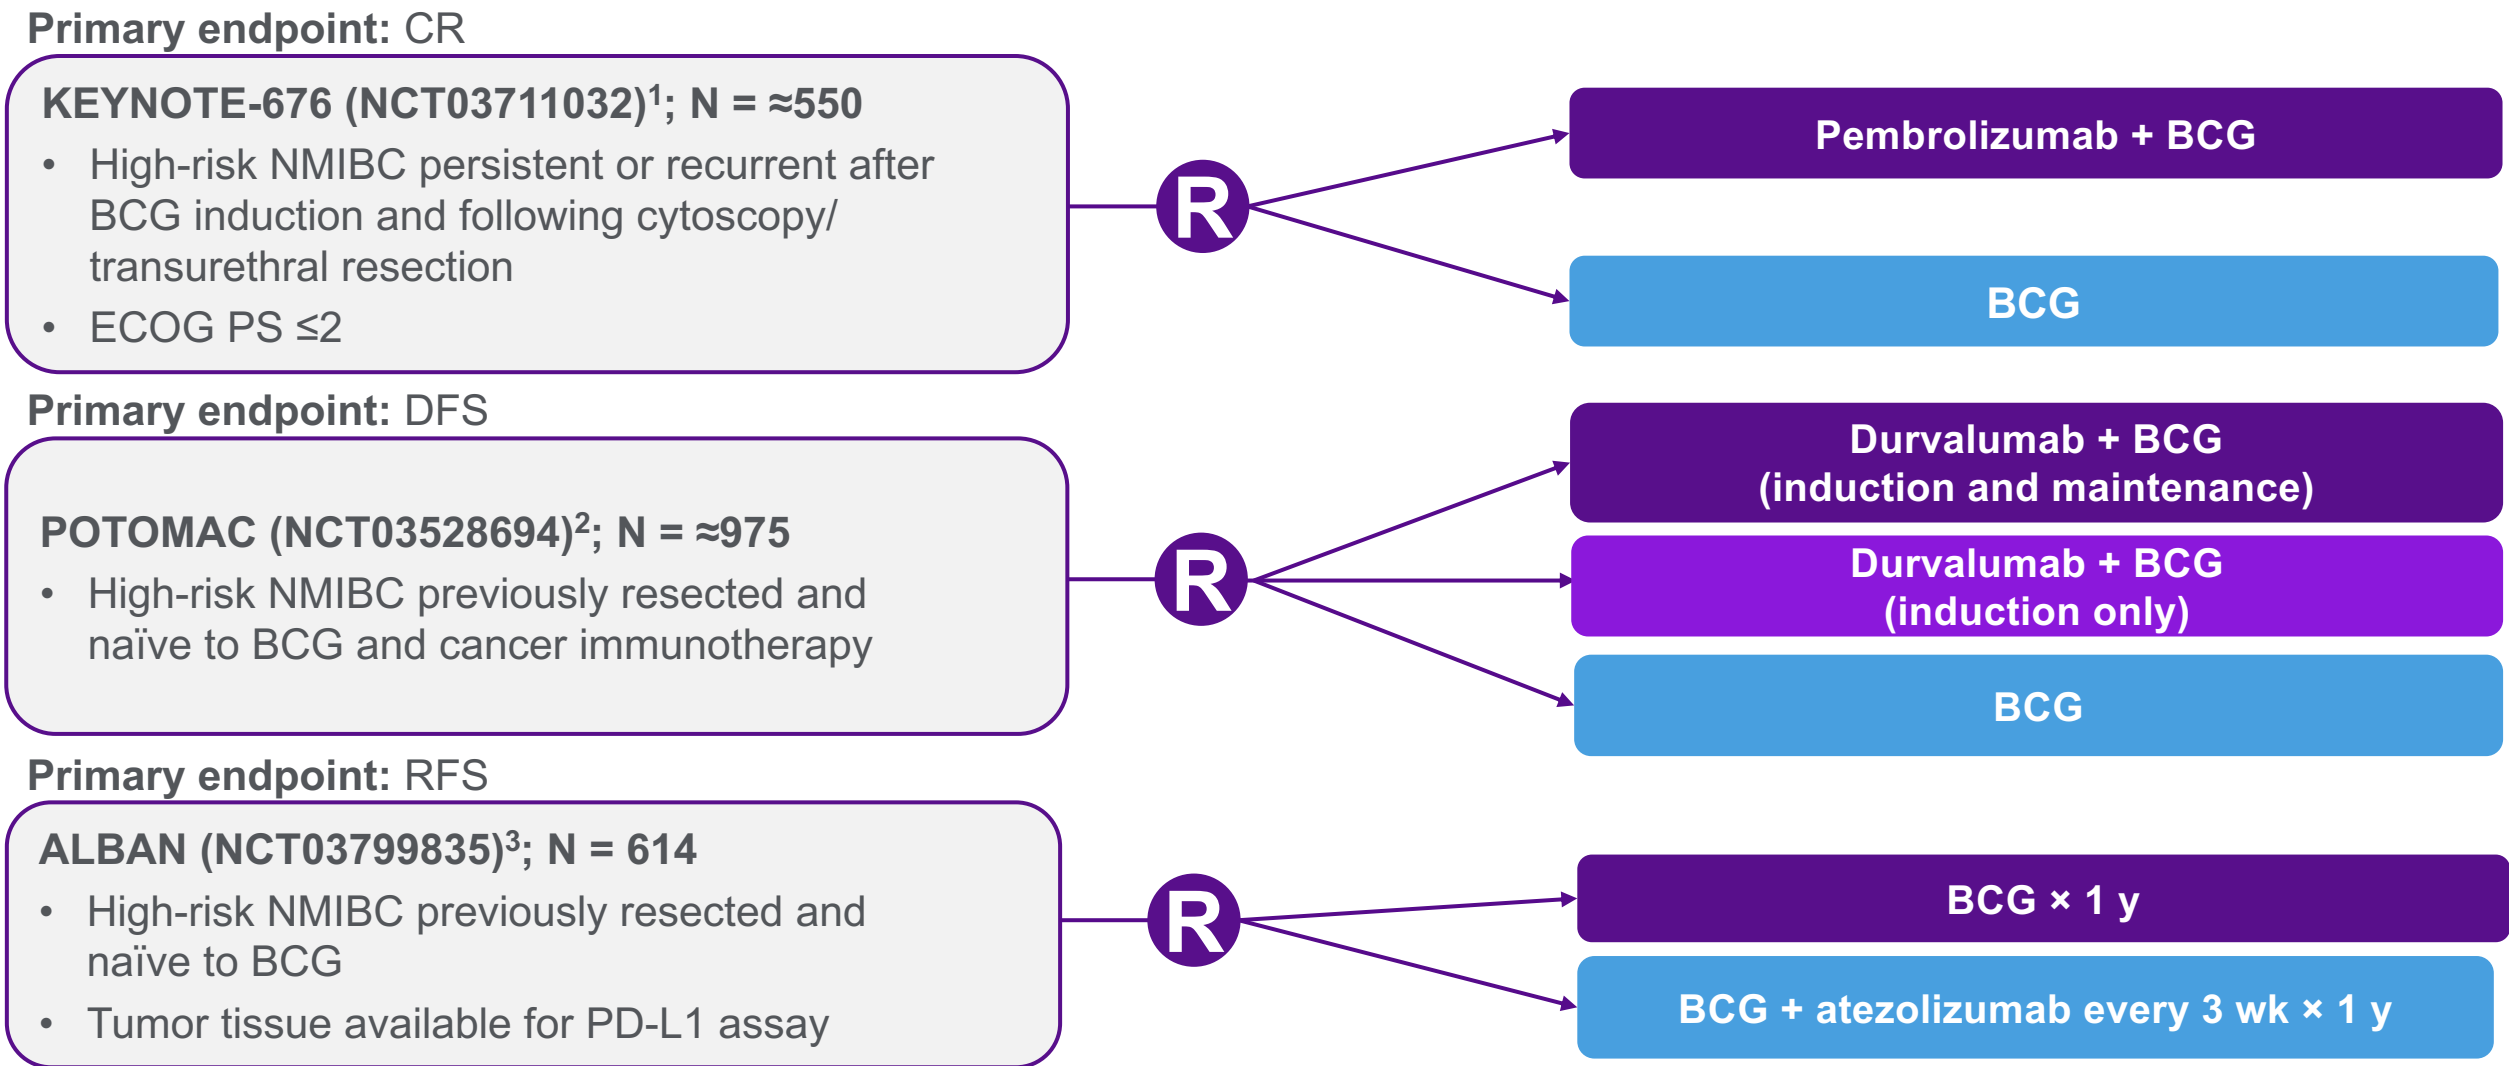 Primary endpoint: CR
KEYNOTE-676 (NCT03711032)¹; N = ≈550
• High-risk NMIBC persistent or recurrent after
BCG induction and following cytoscopy/
transurethral resection
• ECOG PS ≤2
R
Pembrolizumab + BCG
BCG
Primary endpoint: DFS
POTOMAC (NCT03528694)²; N = ≈975
• High-risk NMIBC previously resected and
naïve to BCG and cancer immunotherapy
R
Durvalumab + BCG
(induction and maintenance)
Durvalumab + BCG
(induction only)
BCG
Primary endpoint: RFS
ALBAN (NCT03799835)³; N = 614
• High-risk NMIBC previously resected and
naïve to BCG
• Tumor tissue available for PD-L1 assay
R
BCG × 1 y
BCG + atezolizumab every 3 wk × 1 y